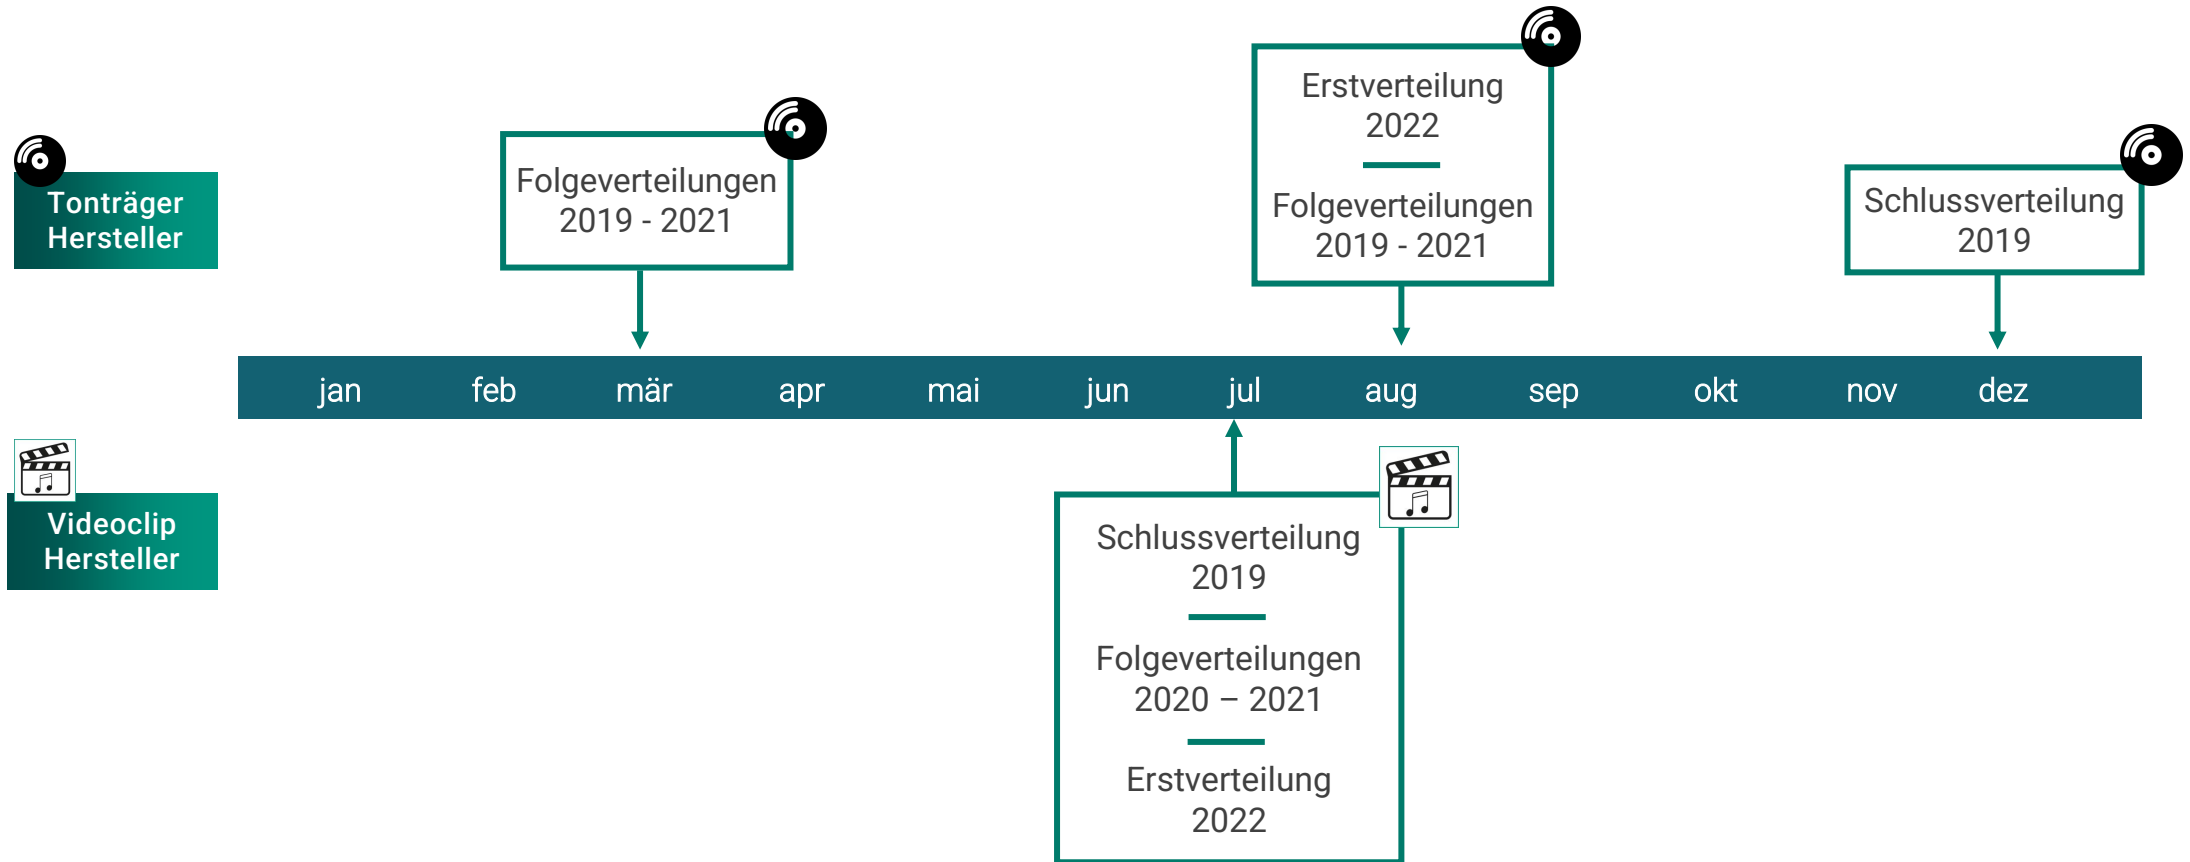 Erstverteilung
2022
Folgeverteilungen
2019 - 2021
Folgeverteilungen
2019 - 2021
Schlussverteilung
2019
Tonträger
Hersteller
jan feb mär apr mai jun jul aug sep okt nov dez
Videoclip
Hersteller
Schlussverteilung
2019
Folgeverteilungen
2020 – 2021
Erstverteilung
2022